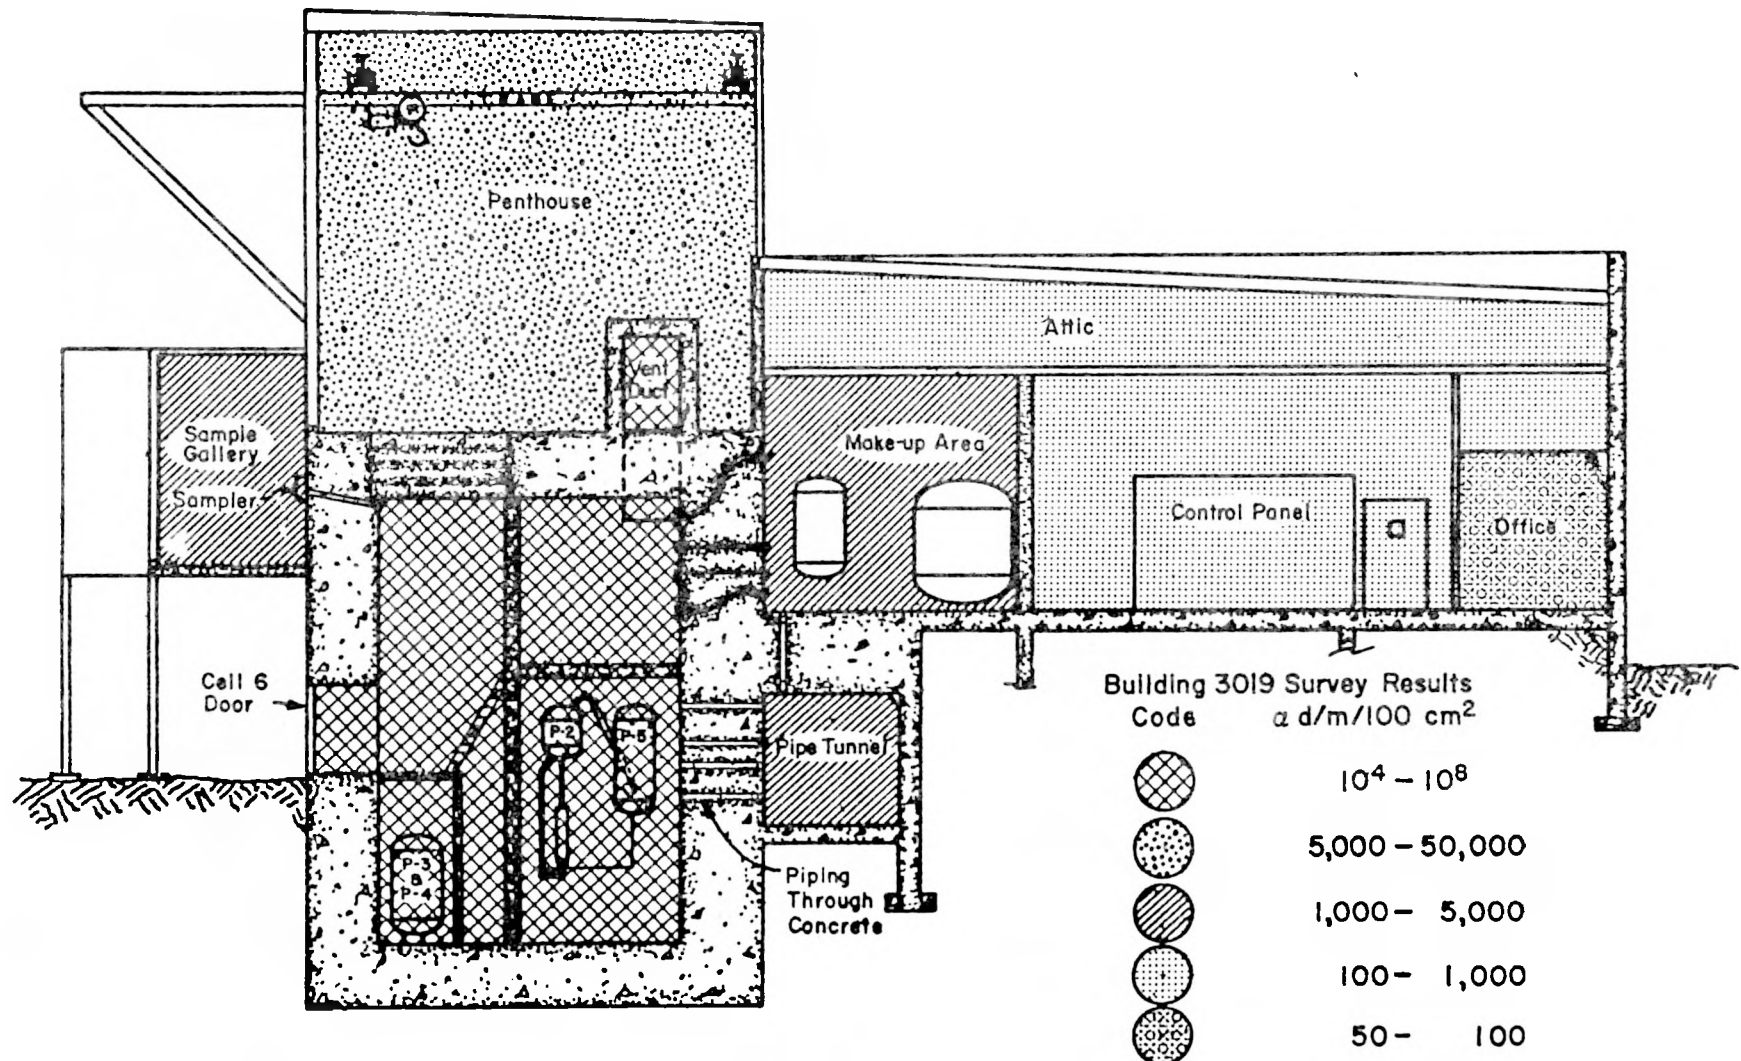 CRANE
Penthouse
Attic
Vent
Duct
Sample
Gallery
Make-up Area
Sampler
Control Panel
Office
Cell 6
Door
P-2
P-5
Pipe Tunnel
P-3
&
P-4
Piping
Through
Concrete
Building 3019 Survey Results
Code α d/m/100 cm²
10⁴ – 10⁸
5,000 – 50,000
1,000 – 5,000
100 – 1,000
50 – 100